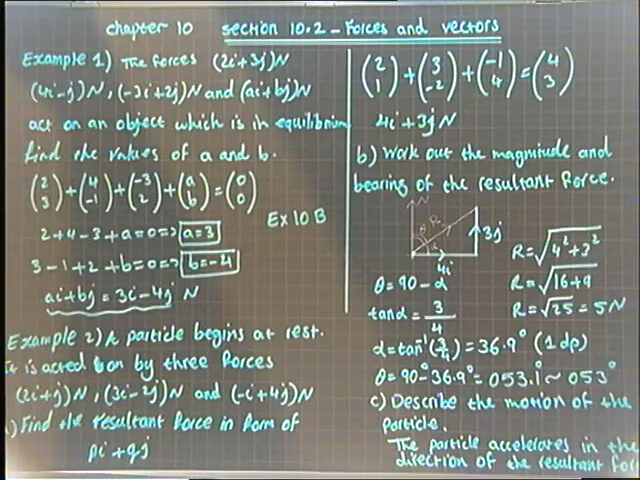 chapter 10 section 10.2 - Forces and vectors
Example 1) The forces (2i+3j)N
(4i-j)N, (-3i+2j)N and (ai+bj)N
act on an object which is in equilibrium
find the values of a and b.
(2 3) + (4 -1) + (-3 2) + (a b) = (0 0)
Ex 10 B
2+4-3+a=0 => a=3
3-1+2+b=0 => b=-4
ai+bj = 3i-4j N
Example 2) A particle begins at rest.
It is acted upon by three forces
(2i+j)N, (3i-2j)N and (-i+4j)N
) Find the resultant force in form of
pi+qj
(2 1) + (3 -2) + (-1 4) = (4 3)
4i+3j N
b) Work out the magnitude and
bearing of the resultant force.
N
θ R
α
3j
4i
R=√4²+3²
θ=90-α
R=√16+9
tanα=3/4
R=√25=5N
α=tan⁻¹(3/4)=36.9° (1dp)
θ=90°-36.9°=053.1°~053°
c) Describe the motion of the
particle.
The particle accelerates in the
direction of the resultant for